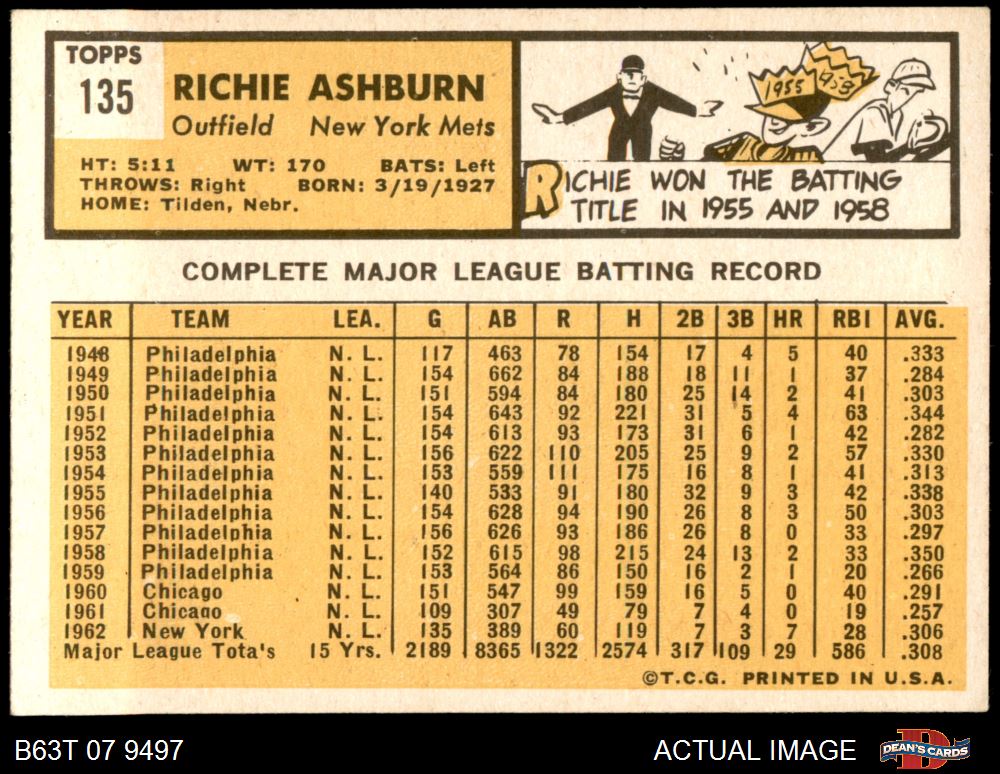 TOPPS
135
RICHIE ASHBURN
Outfield New York Mets
HT: 5:11 WT: 170 BATS: Left
THROWS: Right BORN: 3/19/1927
HOME: Tilden, Nebr.
1955 1958
RICHIE WON THE BATTING
TITLE IN 1955 AND 1958
COMPLETE MAJOR LEAGUE BATTING RECORD
YEAR TEAM LEA. G AB R H 2B 3B HR RBI AVG.
1948 Philadelphia N. L. 117 463 78 154 17 4 5 40 .333
1949 Philadelphia N. L. 154 662 84 188 18 11 1 37 .284
1950 Philadelphia N. L. 151 594 84 180 25 14 2 41 .303
1951 Philadelphia N. L. 154 643 92 221 31 5 4 63 .344
1952 Philadelphia N. L. 154 613 93 173 31 6 1 42 .282
1953 Philadelphia N. L. 156 622 110 205 25 9 2 57 .330
1954 Philadelphia N. L. 153 559 111 175 16 8 1 41 .313
1955 Philadelphia N. L. 140 533 91 180 32 9 3 42 .338
1956 Philadelphia N. L. 154 628 94 190 26 8 3 50 .303
1957 Philadelphia N. L. 156 626 93 186 26 8 0 33 .297
1958 Philadelphia N. L. 152 615 98 215 24 13 2 33 .350
1959 Philadelphia N. L. 153 564 86 150 16 2 1 20 .266
1960 Chicago N. L. 151 547 99 159 16 5 0 40 .291
1961 Chicago N. L. 109 307 49 79 7 4 0 19 .257
1962 New York N. L. 135 389 60 119 7 3 7 28 .306
Major League Tota's 15 Yrs. 2189 8365 1322 2574 317 109 29 586 .308
©T.C.G. PRINTED IN U.S.A.
B63T 07 9497 ACTUAL IMAGE DEAN'S CARDS